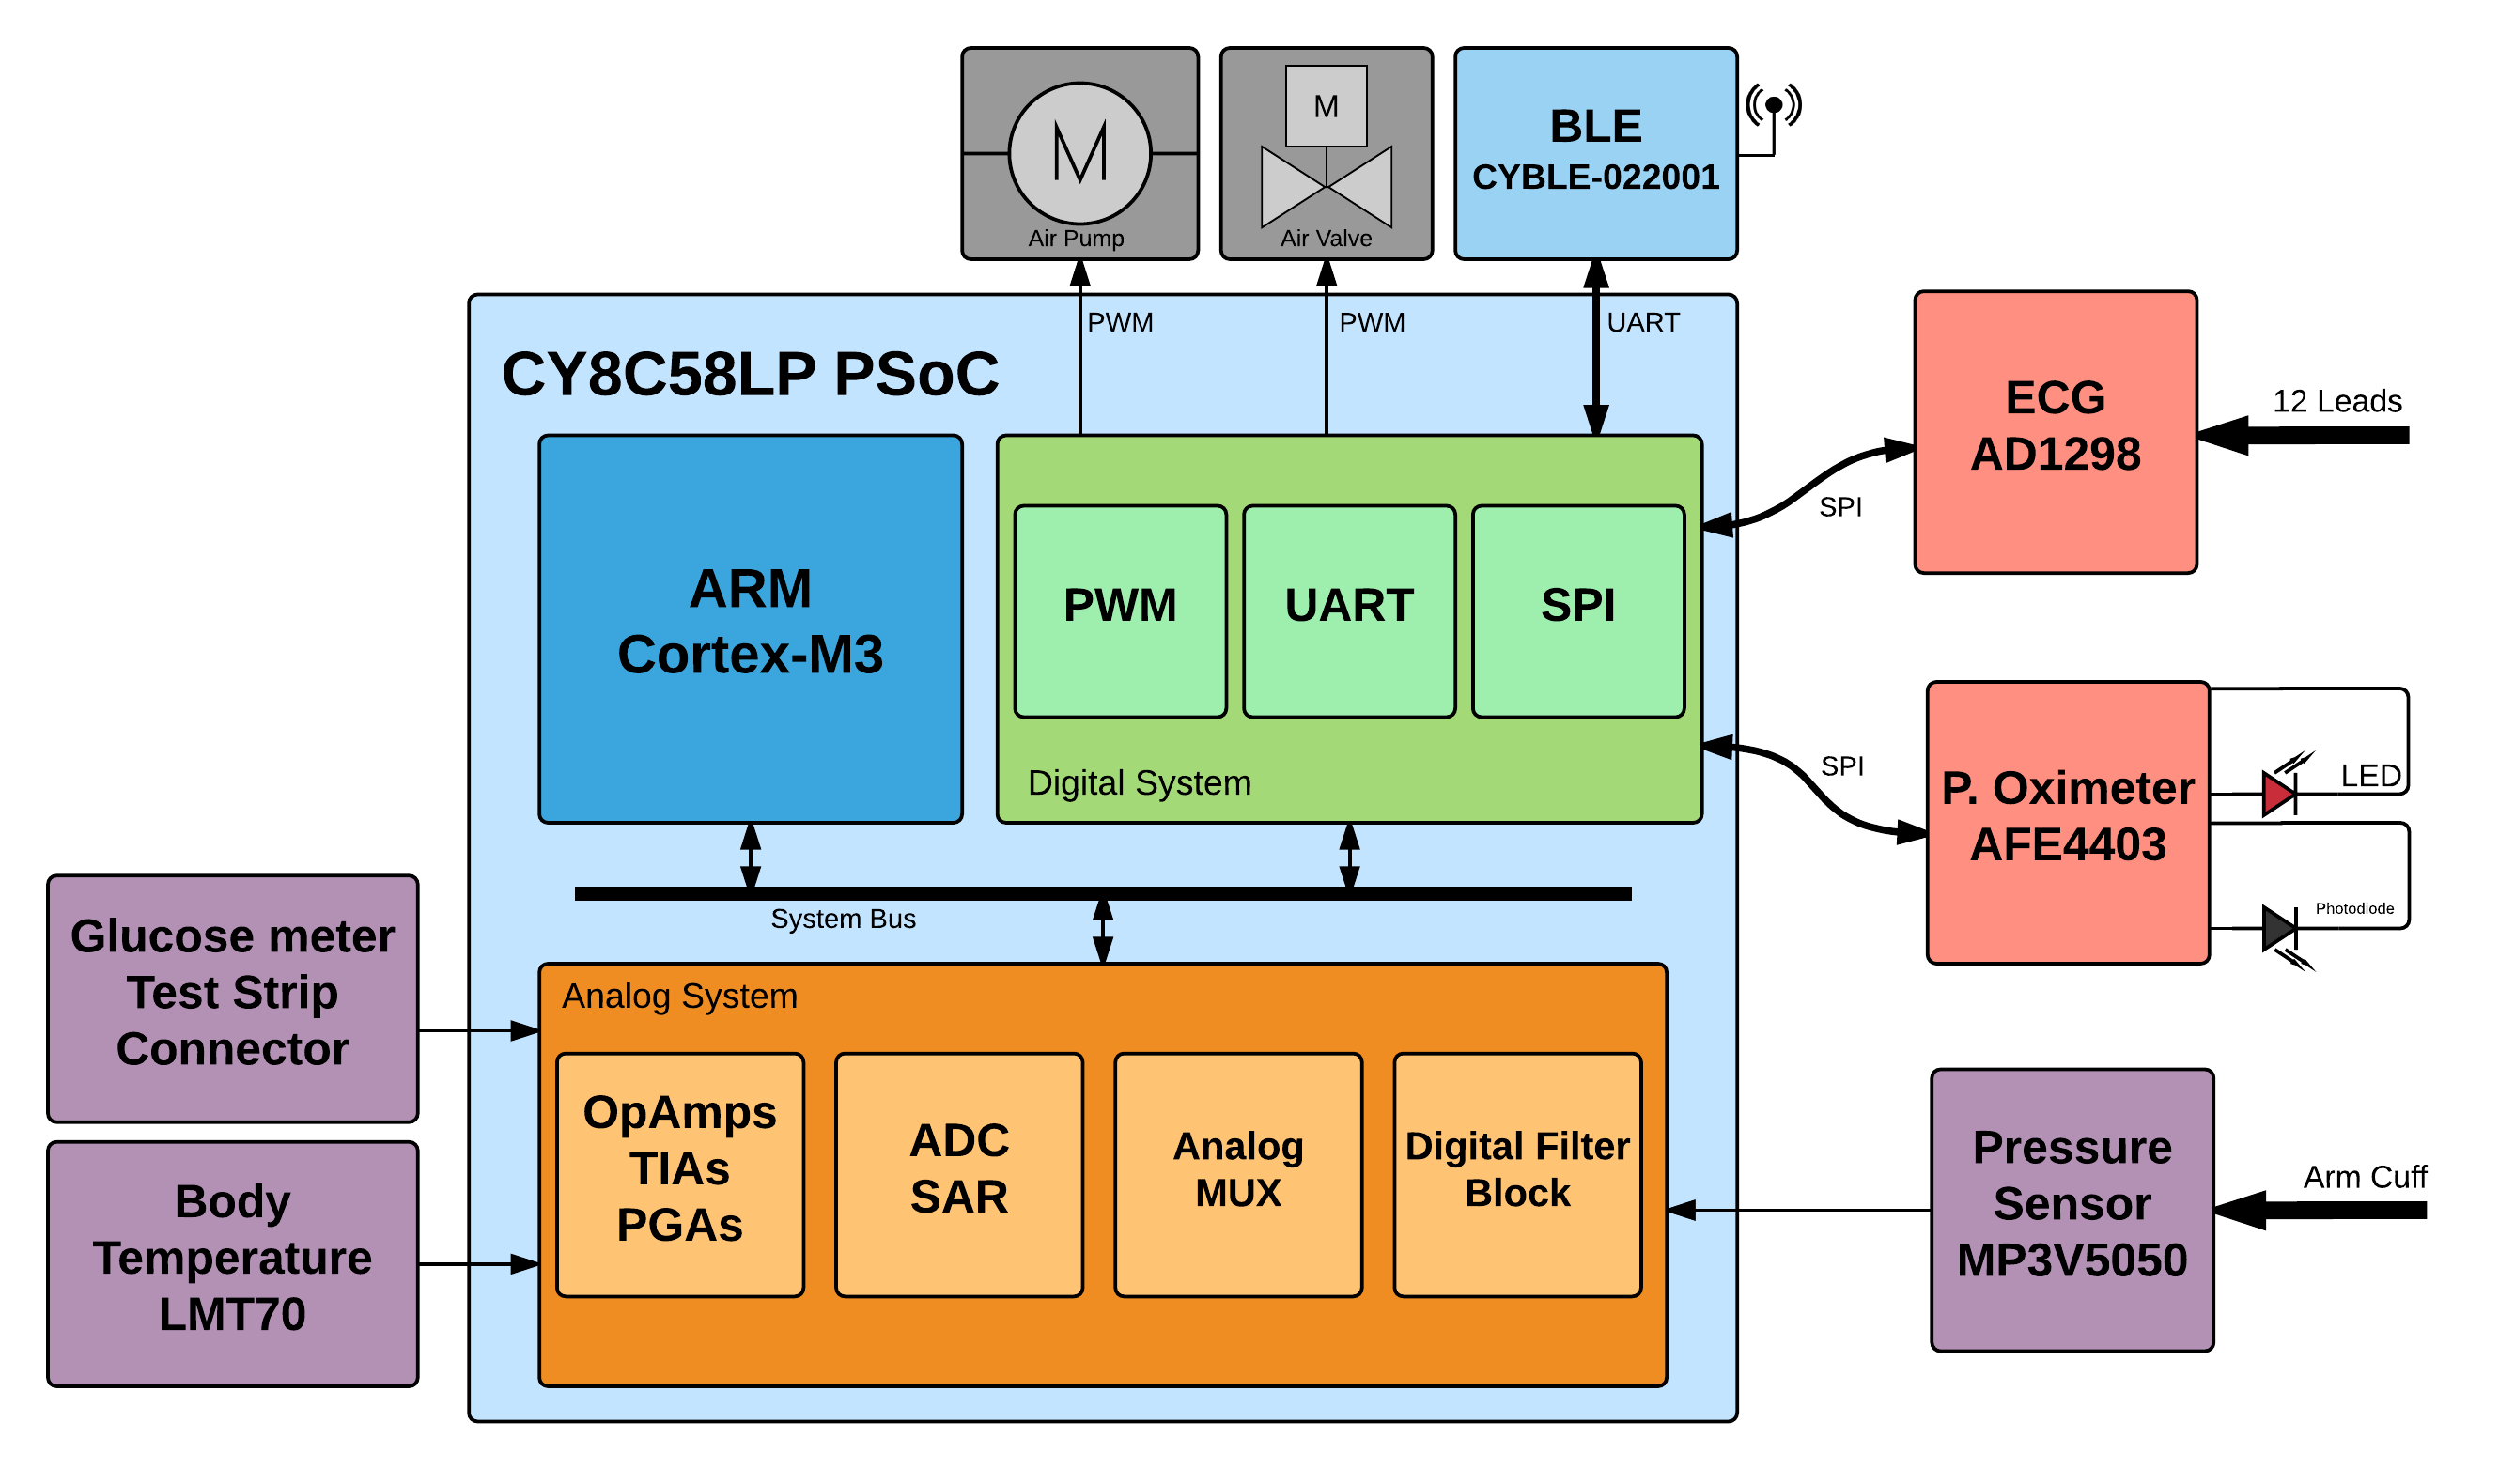 M
Air Pump
M
Air Valve
BLE
CYBLE-022001
PWM
PWM
UART
CY8C58LP PSoC
ARM
Cortex-M3
PWM
UART
SPI
Digital System
SPI
ECG
AD1298
12 Leads
SPI
P. Oximeter
AFE4403
LED
Photodiode
System Bus
Glucose meter
Test Strip
Connector
Body
Temperature
LMT70
Analog System
OpAmps
TIAs
PGAs
ADC
SAR
Analog
MUX
Digital Filter
Block
Pressure
Sensor
MP3V5050
Arm Cuff